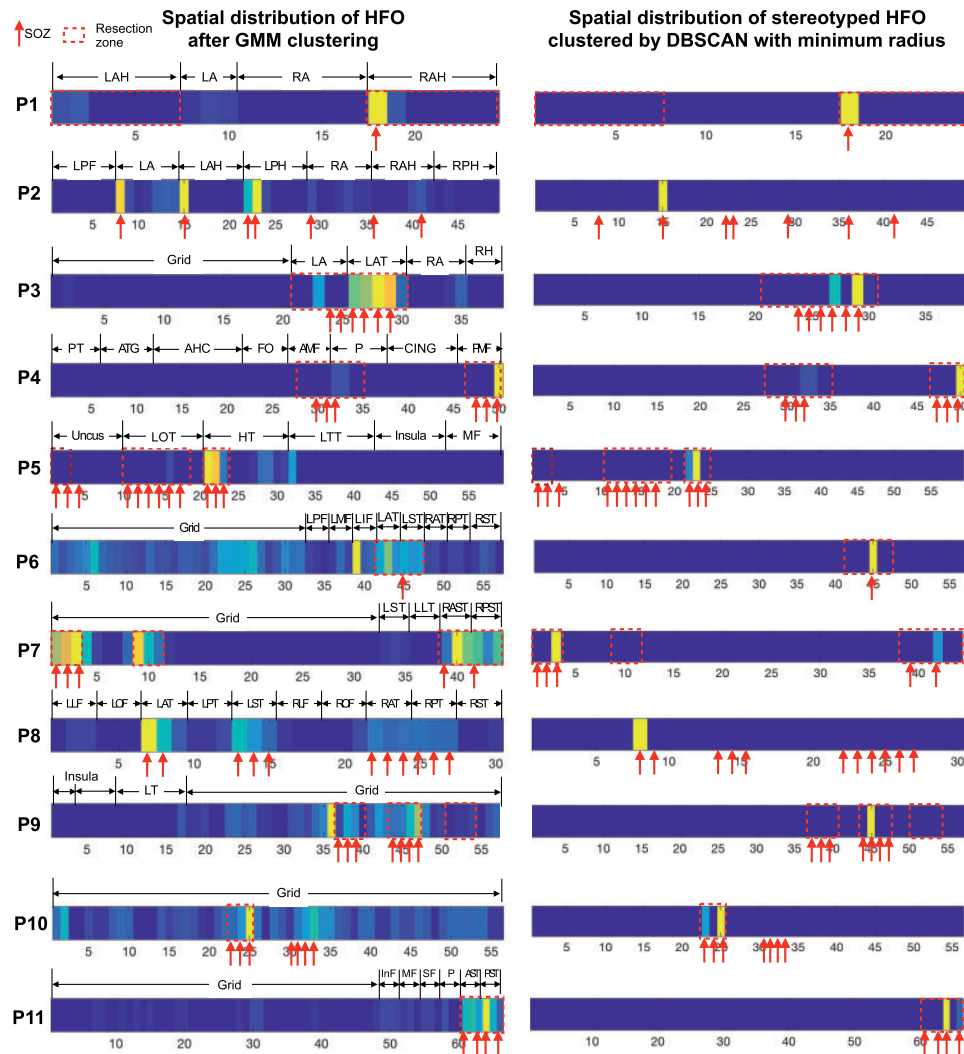 Spatial distribution of HFO
after GMM clustering
Spatial distribution of stereotyped HFO
clustered by DBSCAN with minimum radius
SOZ
Resection
zone
LAH LA RA RAH
P1
5 10 15 20
5 10 15 20
LPF LA LAH LPH RA RAH RPH
P2
5 10 15 20 25 30 35 40 45
5 10 15 20 25 30 35 40 45
Grid LA LAT RA RH
P3
5 10 15 20 25 30 35
5 10 15 20 25 30 35
PT ATG AHC FO AMF P CING PMF
P4
5 10 15 20 25 30 35 40 45 50
5 10 15 20 25 30 35 40 45 50
Uncus LOT HT LTT Insula MF
P5
5 10 15 20 25 30 35 40 45 50 55
5 10 15 20 25 30 35 40 45 50 55
Grid LPF LMF LIF LAT LST RAT RPT RST
P6
5 10 15 20 25 30 35 40 45 50 55
5 10 15 20 25 30 35 40 45 50 55
Grid LST LLT RAST RPST
P7
5 10 15 20 25 30 35 40 45
5 10 15 20 25 30 35 40
LLF LOF LAT LPT LST RLF ROF RAT RPT RST
P8
5 10 15 20 25 30
5 10 15 20 25 30
Insula LT Grid
P9
5 10 15 20 25 30 35 40 45 50 55
5 10 15 20 25 30 35 40 45 50 55
Grid
P10
5 10 15 20 25 30 35 40 45 50 55
5 10 15 20 25 30 35 40 45 50 55
Grid InF MF SF P AST PST
P11
10 20 30 40 50 60
10 20 30 40 50 60